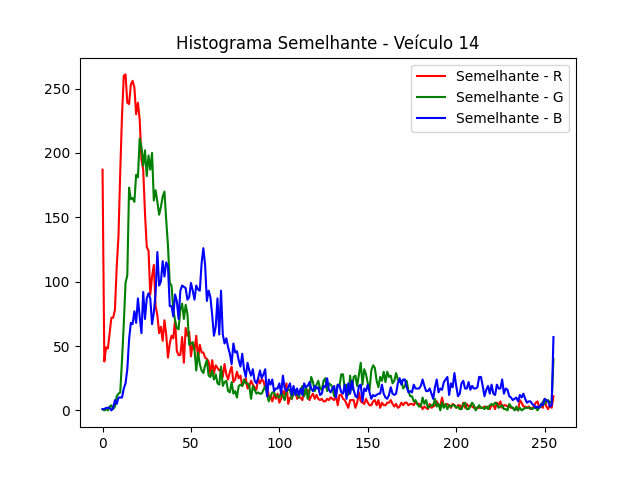 Histograma Semelhante - Veículo 14
Semelhante - R
Semelhante - G
Semelhante - B
250
200
150
100
50
0
0 50 100 150 200 250